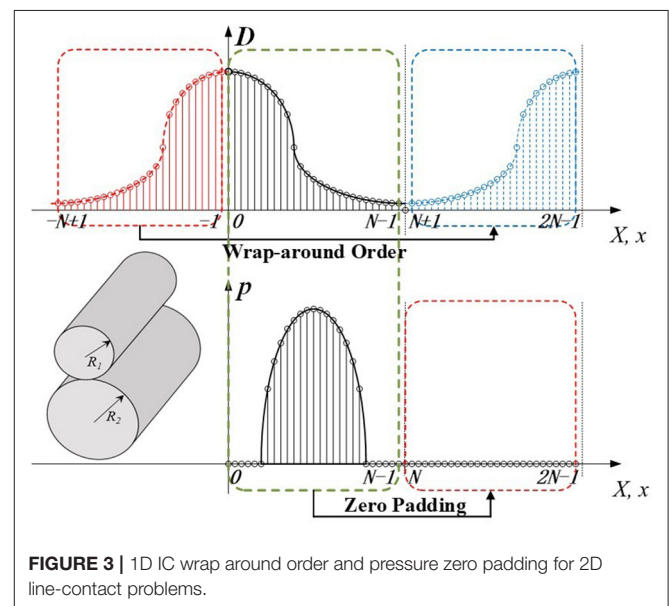 D
-N+1 -1 0 N-1 N+1 2N-1
X, x
Wrap-around Order
p
R1
R2
0 N-1 N 2N-1
X, x
Zero Padding
FIGURE 3 | 1D IC wrap around order and pressure zero padding for 2D
line-contact problems.